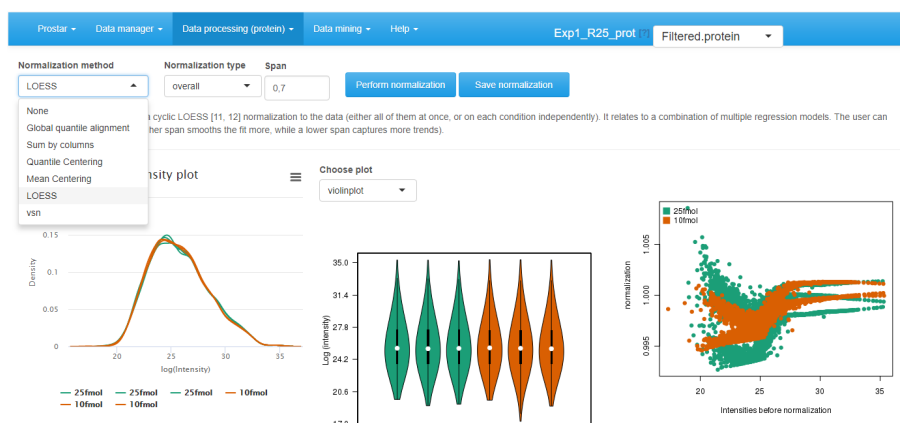 Prostar Data manager Data processing (protein) Data mining Help Exp1_R25_prot [?] Filtered.protein
Normalization method Normalization type Span
LOESS overall 0,7 Perform normalization Save normalization
None
Global quantile alignment
Sum by columns
Quantile Centering
Mean Centering
LOESS
vsn
a cyclic LOESS [11, 12] normalization to the data (either all of them at once, or on each condition independently). It relates to a combination of multiple regression models. The user can
her span smooths the fit more, while a lower span captures more trends).
nsity plot
Choose plot
violinplot
0.15
0.1
0.05
0
Density
20 25 30 35
log(Intensity)
25fmol 25fmol 25fmol 10fmol
10fmol 10fmol
35.0
31.4
27.8
24.2
20.6
17.0
Log (intensity)
25fmol
10fmol
1.005
1.000
0.995
normalization
20 25 30 35
Intensities before normalization